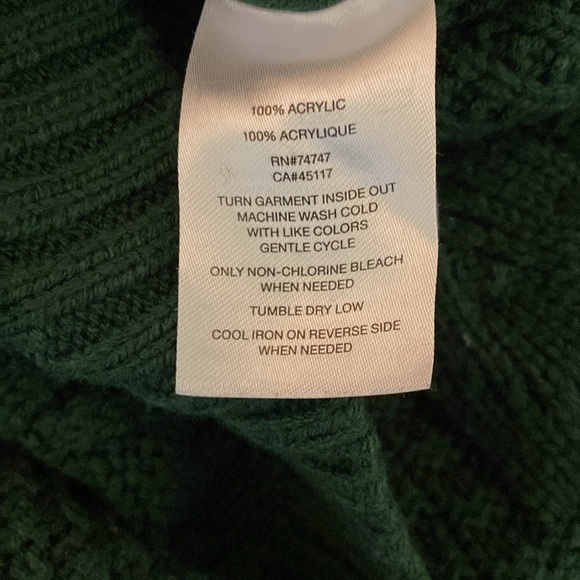 100% ACRYLIC
100% ACRYLIQUE
RN#74747
CA#45117
TURN GARMENT INSIDE OUT
MACHINE WASH COLD
WITH LIKE COLORS
GENTLE CYCLE
ONLY NON-CHLORINE BLEACH
WHEN NEEDED
TUMBLE DRY LOW
COOL IRON ON REVERSE SIDE
WHEN NEEDED